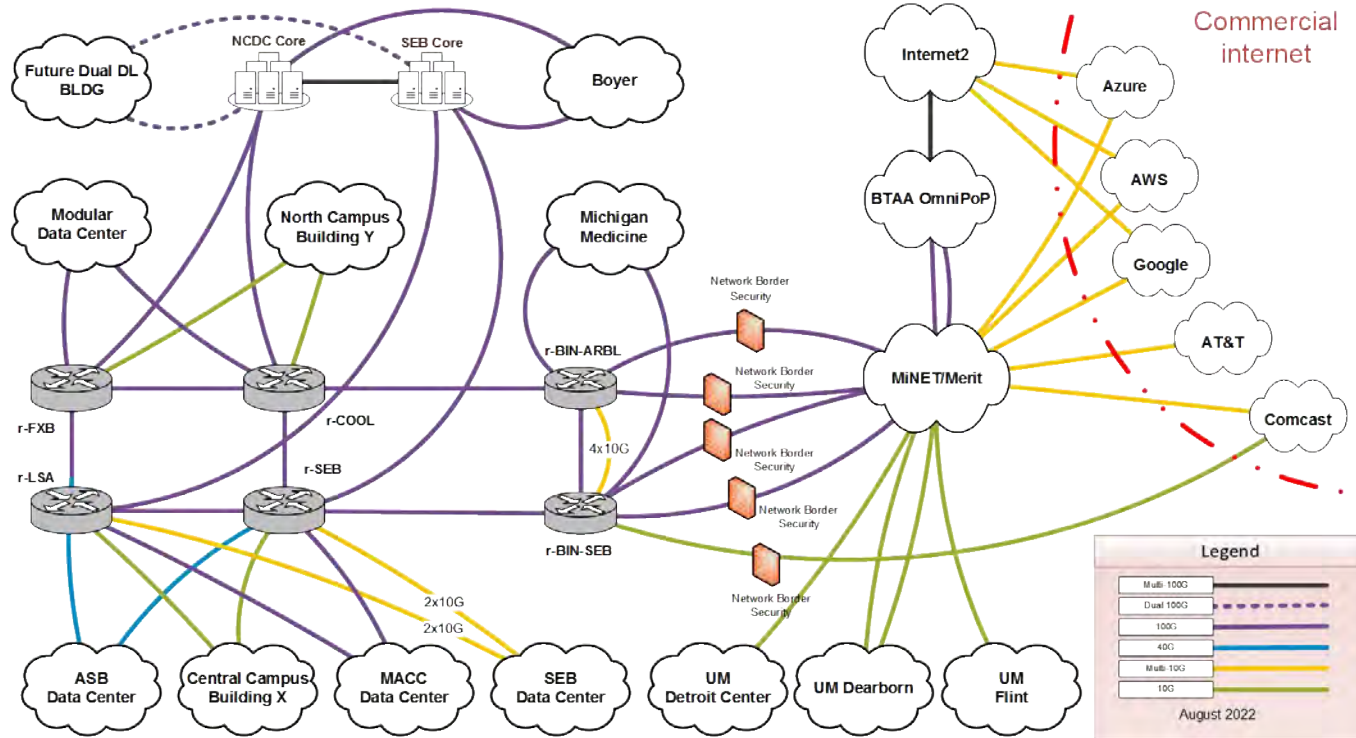 Commercial
internet
NCDC Core
SEB Core
Future Dual DL
BLDG
Boyer
Internet2
Azure
AWS
BTAA OmniPoP
Google
AT&T
Comcast
Modular
Data Center
North Campus
Building Y
Michigan
Medicine
Network Border
Security
r-BIN-ARBL
Network Border
Security
MiNET/Merit
r-FXB
r-COOL
4x10G
Network Border
Security
r-LSA
r-SEB
Network Border
Security
r-BIN-SEB
Network Border
Security
2x10G
2x10G
ASB
Data Center
Central Campus
Building X
MACC
Data Center
SEB
Data Center
UM
Detroit Center
UM Dearborn
UM
Flint
Legend
Multi-100G
Dual 100G
100G
40G
Multi-10G
10G
August 2022